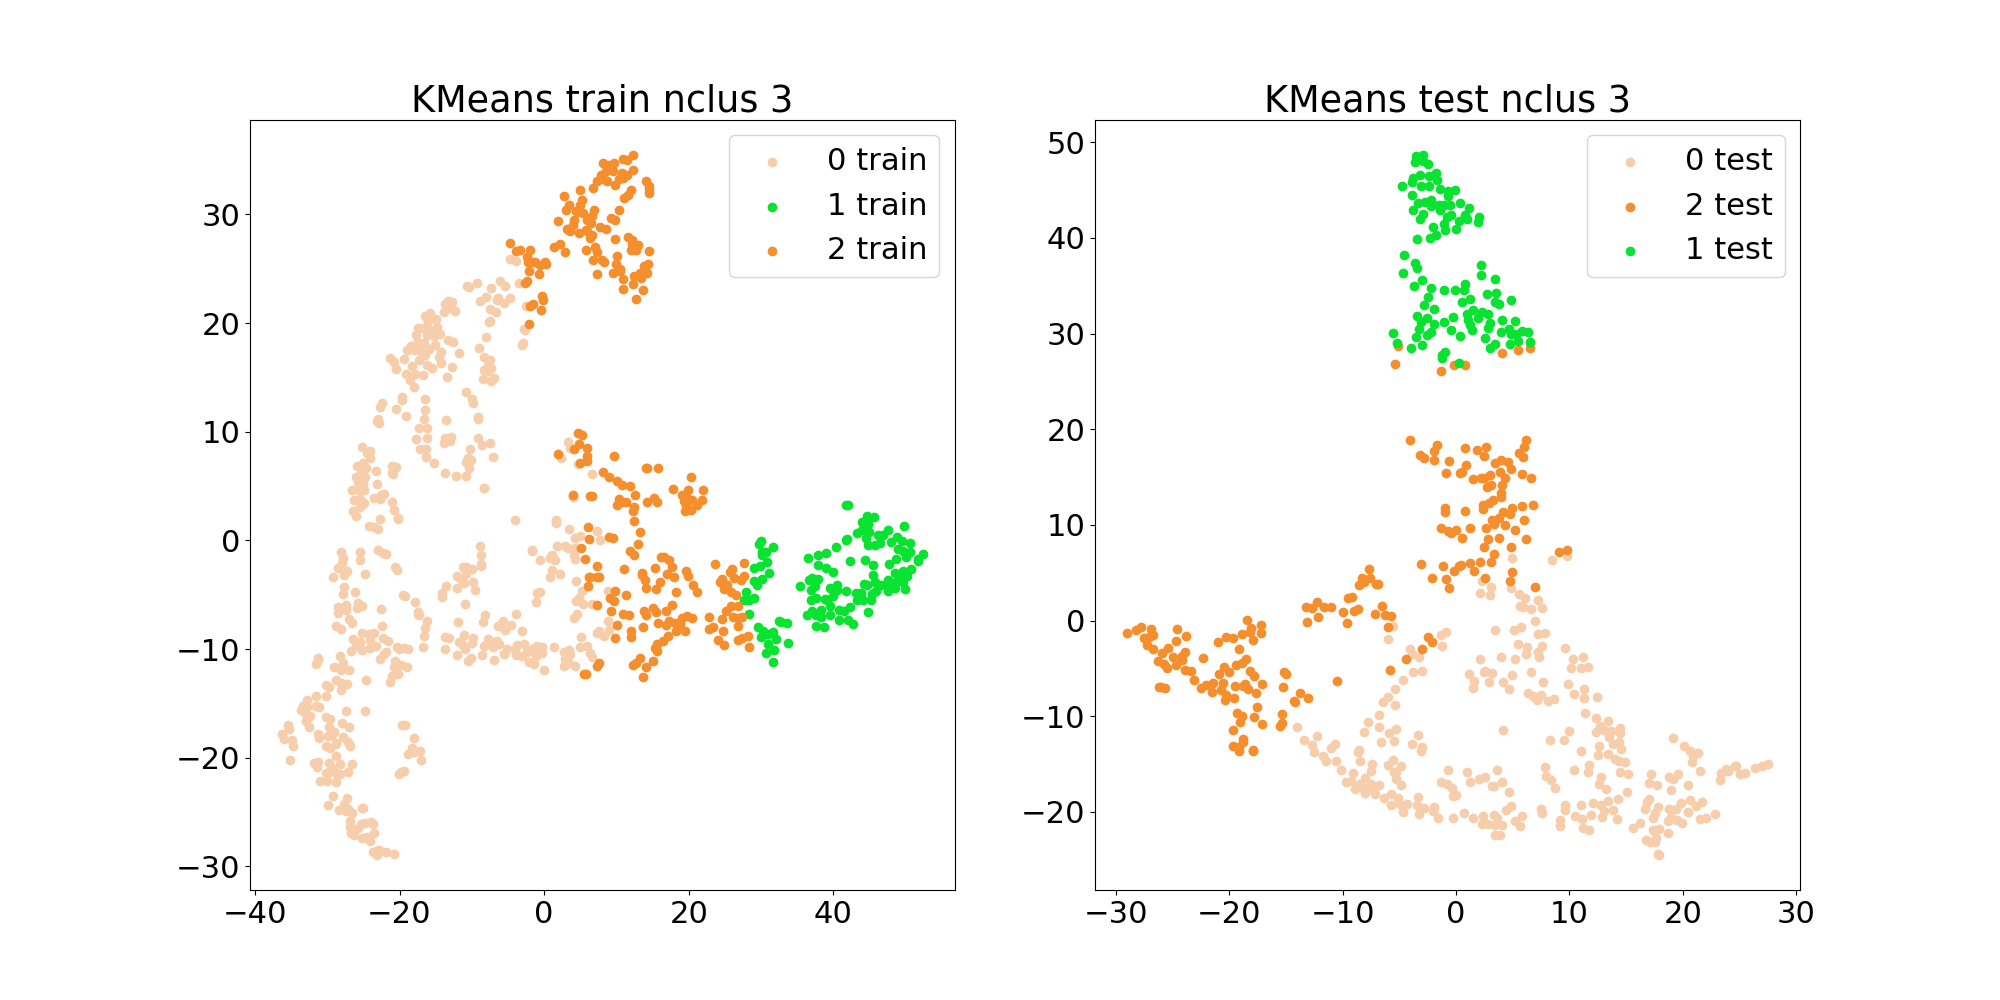 KMeans train nclus 3
0 train
1 train
2 train
30
20
10
0
−10
−20
−30
−40 −20 0 20 40
KMeans test nclus 3
0 test
2 test
1 test
50
40
30
20
10
0
−10
−20
−30 −20 −10 0 10 20 30